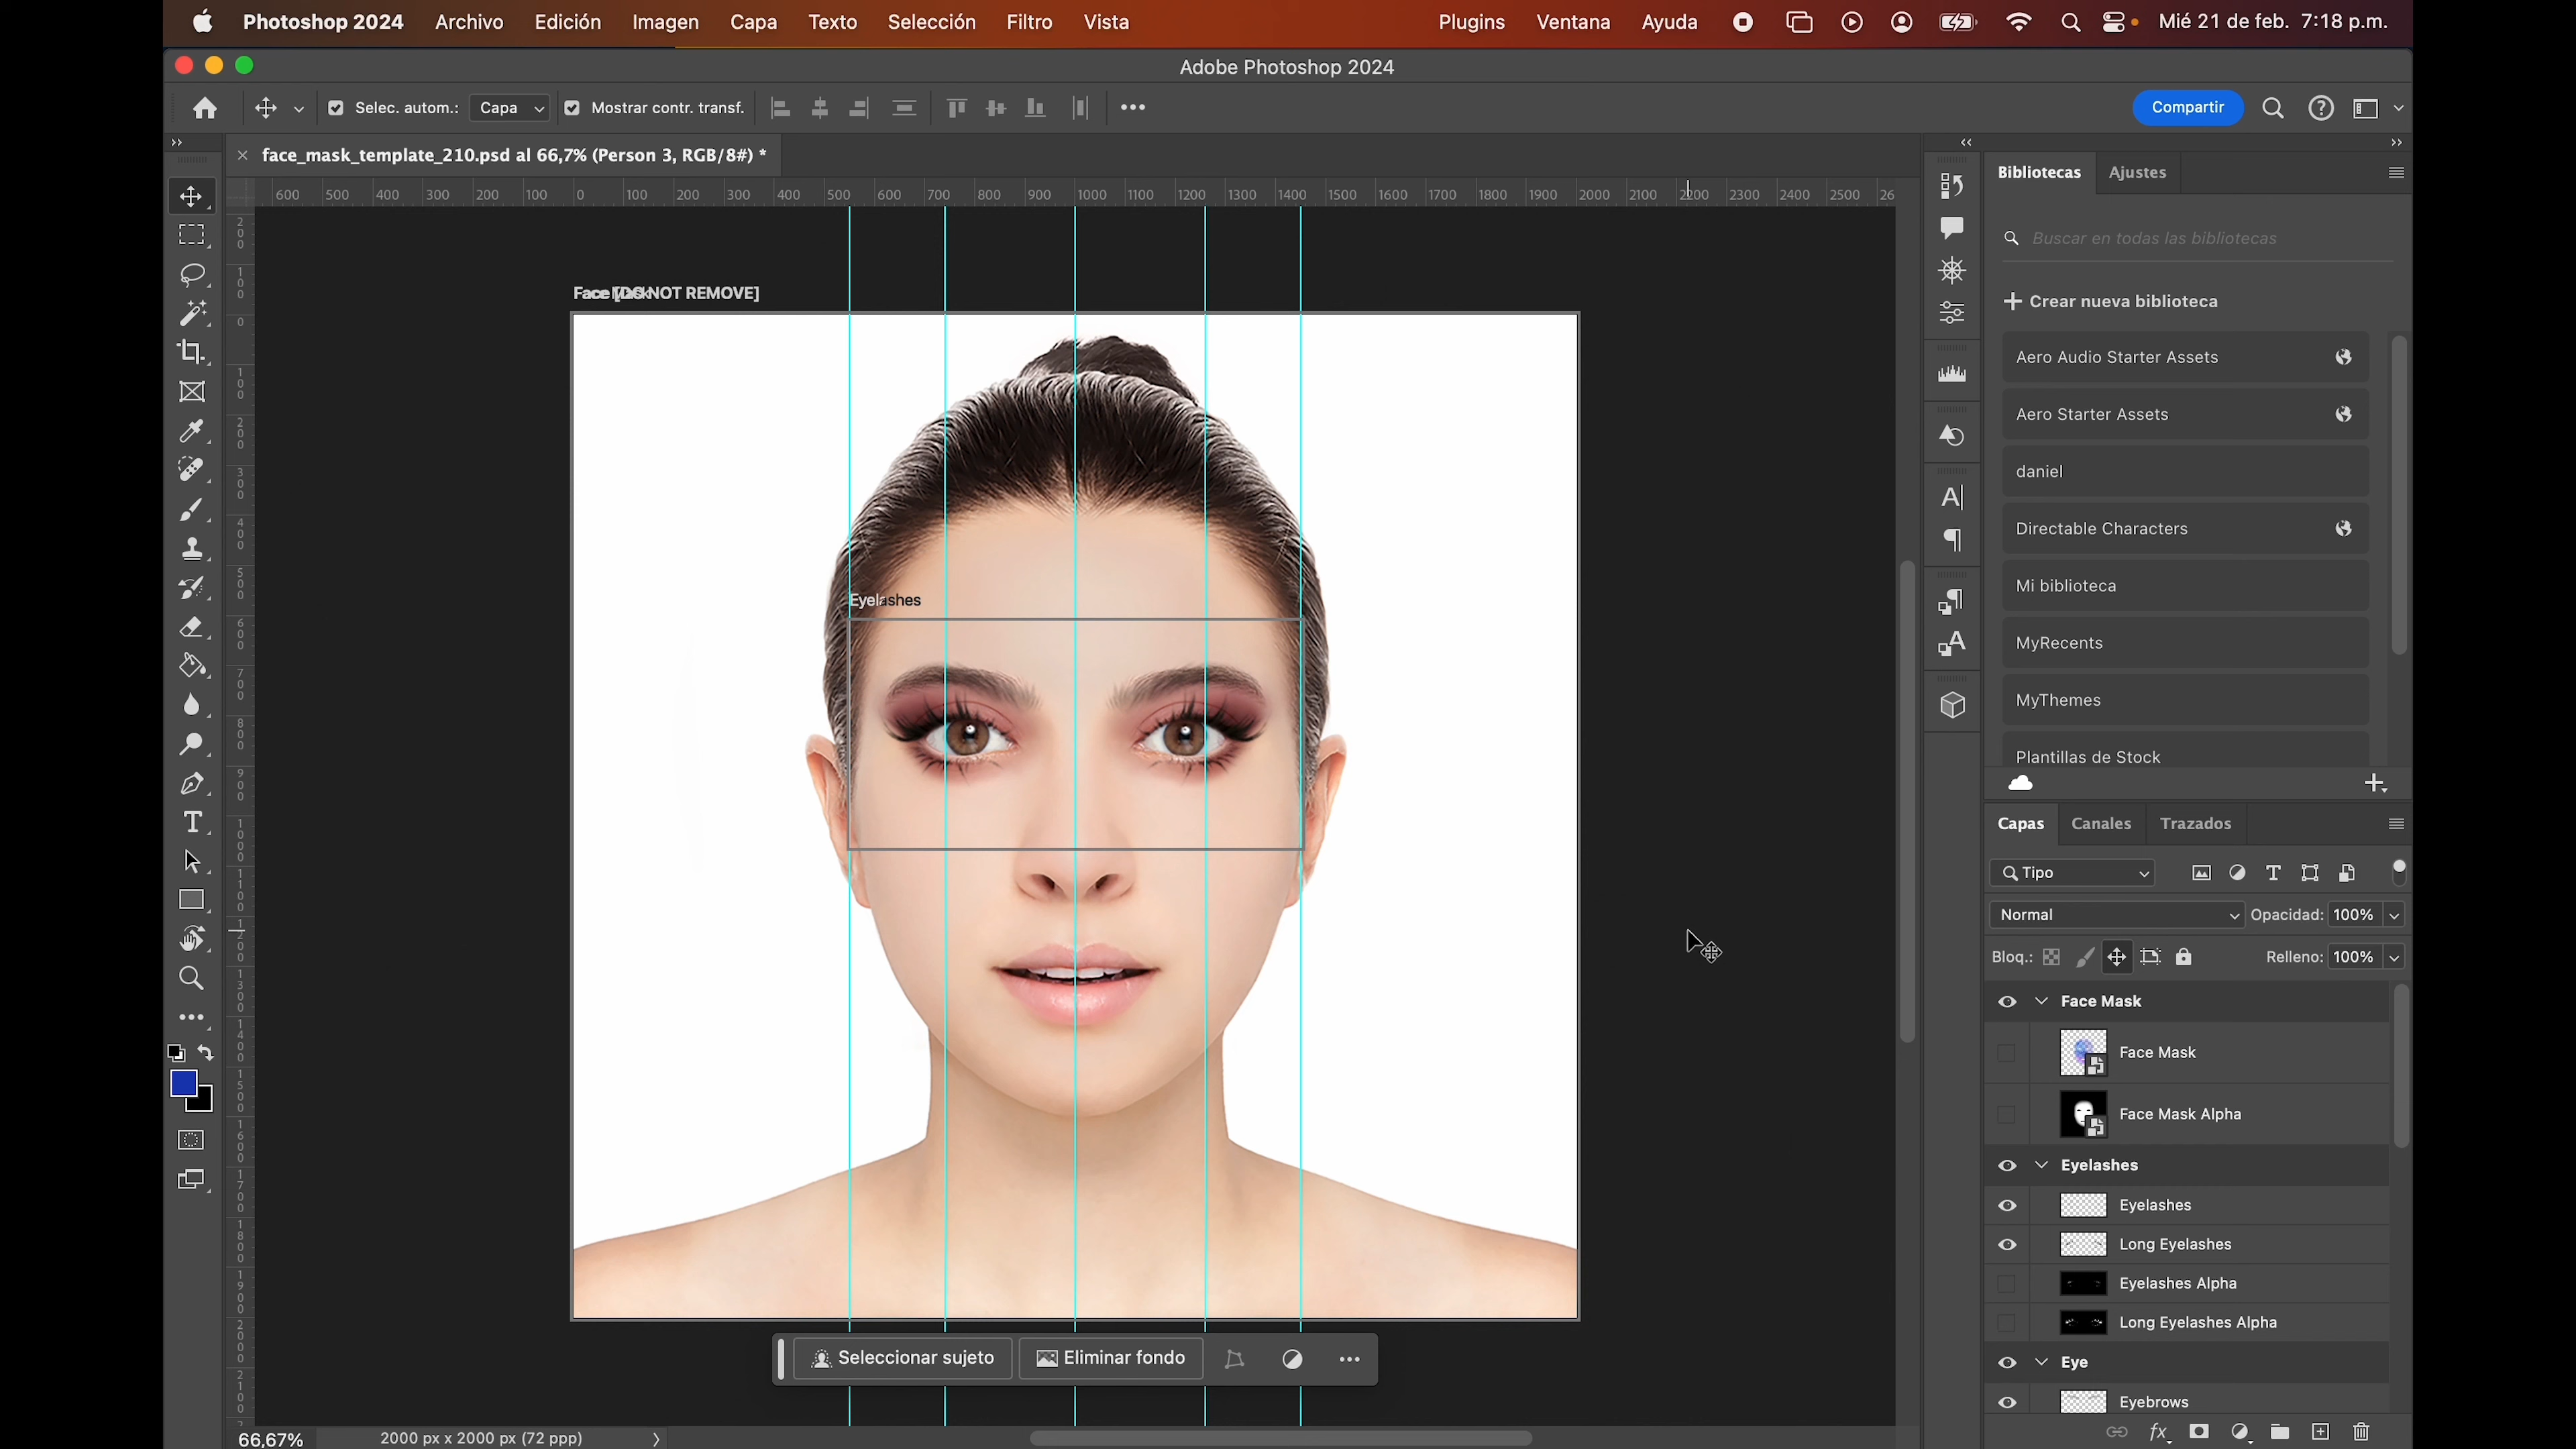 Photoshop 2024 Archivo Edición Imagen Capa Texto Selección Filtro Vista Plugins Ventana Ayuda Mié 21 de feb. 7:18 p.m.
Adobe Photoshop 2024
Selec. autom.: Capa Mostrar contr. transf. Compartir
face_mask_template_210.psd al 66,7% (Person 3, RGB/8#) *
600 500 400 300 200 100 0 100 200 300 400 500 600 700 800 900 1000 1100 1200 1300 1400 1500 1600 1700 1800 1900 2000 2100 2200 2300 2400 2500 26
Face [DO NOT REMOVE]
Eyelashes
Seleccionar sujeto Eliminar fondo
66,67% 2000 px x 2000 px (72 ppp)
Bibliotecas Ajustes
Buscar en todas las bibliotecas
Crear nueva biblioteca
Aero Audio Starter Assets
Aero Starter Assets
daniel
Directable Characters
Mi biblioteca
MyRecents
MyThemes
Plantillas de Stock
Capas Canales Trazados
Tipo
Normal Opacidad: 100%
Bloq.: Relleno: 100%
Face Mask
Face Mask
Face Mask Alpha
Eyelashes
Eyelashes
Long Eyelashes
Eyelashes Alpha
Long Eyelashes Alpha
Eye
Eyebrows